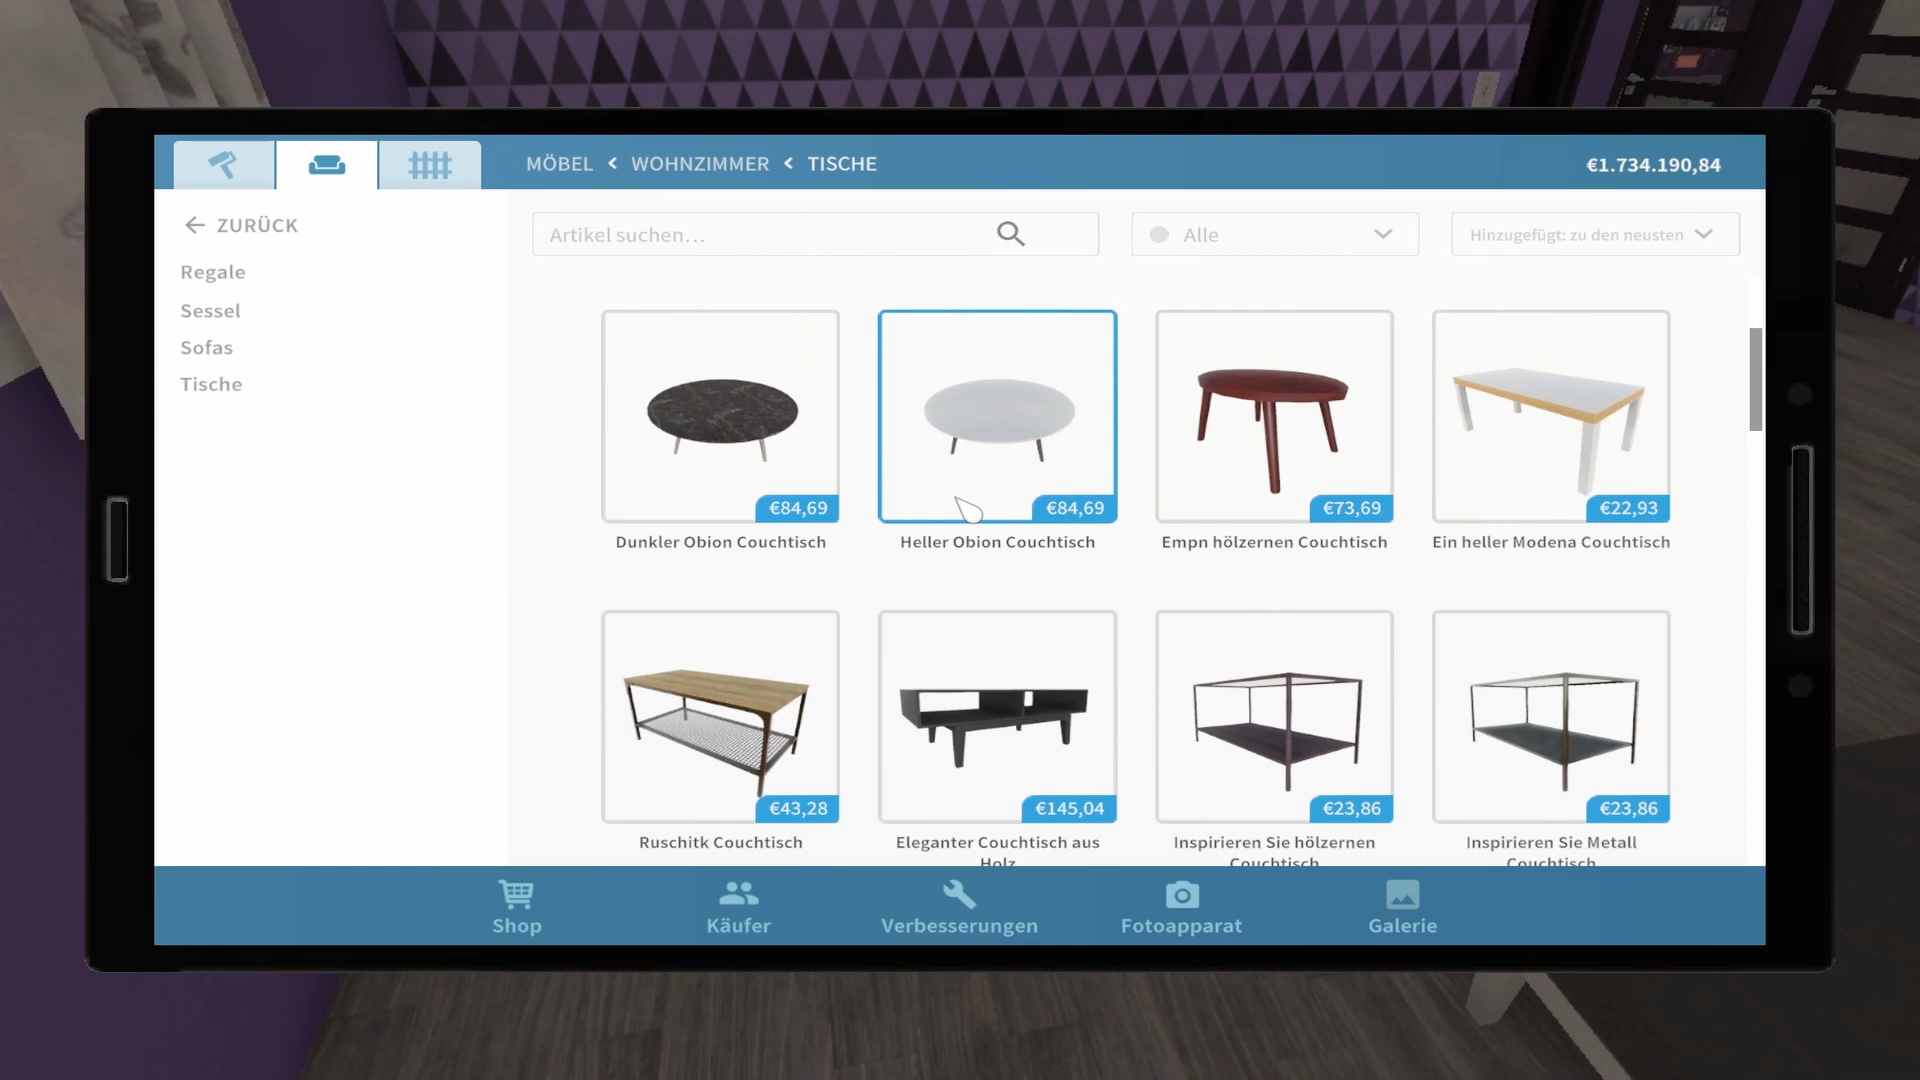 MÖBEL < WOHNZIMMER < TISCHE
€1.734.190,84
ZURÜCK
Regale
Sessel
Sofas
Tische
Artikel suchen...
Alle
Hinzugefügt: zu den neusten
€84,69
€84,69
€73,69
€22,93
Dunkler Obion Couchtisch
Heller Obion Couchtisch
Empn hölzernen Couchtisch
Ein heller Modena Couchtisch
€43,28
€145,04
€23,86
€23,86
Ruschitk Couchtisch
Eleganter Couchtisch aus
Holz
Inspirieren Sie hölzernen
Couchtisch
Inspirieren Sie Metall
Couchtisch
Shop
Käufer
Verbesserungen
Fotoapparat
Galerie